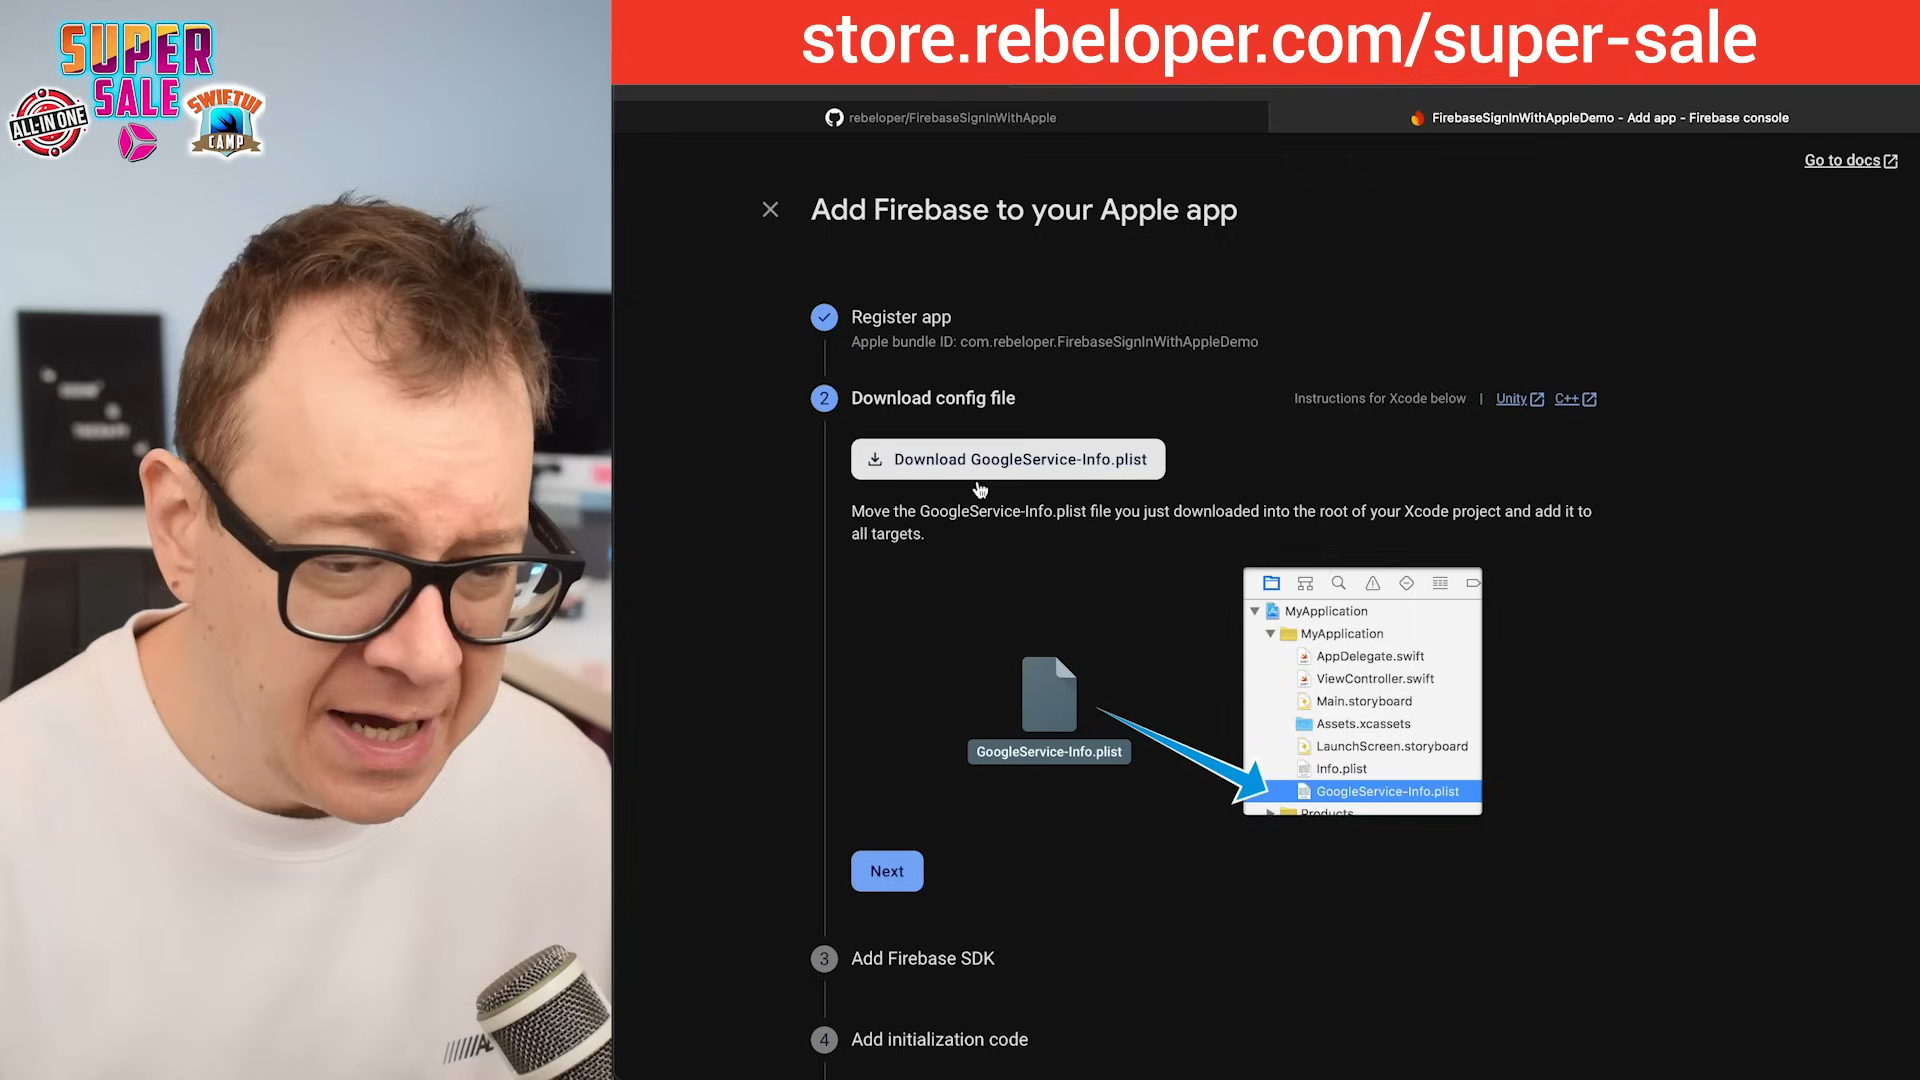 SUPER
SALE
ALL-IN-ONE
SWIFTUI
CAMP
store.rebeloper.com/super-sale
rebeloper/FirebaseSignInWithApple
FirebaseSignInWithAppleDemo - Add app - Firebase console
Go to docs
Add Firebase to your Apple app
Register app
Apple bundle ID: com.rebeloper.FirebaseSignInWithAppleDemo
2 Download config file
Instructions for Xcode below | Unity C++
Download GoogleService-Info.plist
Move the GoogleService-Info.plist file you just downloaded into the root of your Xcode project and add it to
all targets.
MyApplication
MyApplication
AppDelegate.swift
ViewController.swift
Main.storyboard
Assets.xcassets
LaunchScreen.storyboard
Info.plist
GoogleService-Info.plist
Products
GoogleService-Info.plist
Next
3 Add Firebase SDK
4 Add initialization code